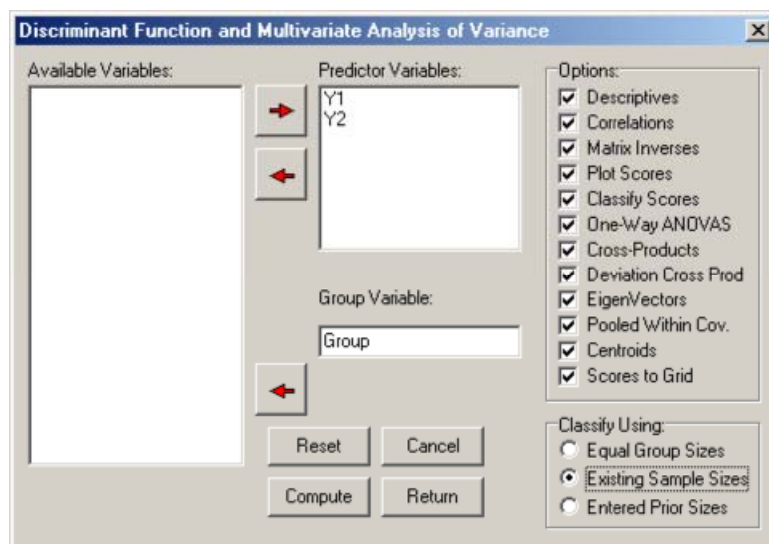 Discriminant Function and Multivariate Analysis of Variance
Available Variables:
Predictor Variables:
Y1
Y2
Group Variable:
Group
Reset
Cancel
Compute
Return
Options:
Descriptives
Correlations
Matrix Inverses
Plot Scores
Classify Scores
One-Way ANOVAS
Cross-Products
Deviation Cross Prod
EigenVectors
Pooled Within Cov.
Centroids
Scores to Grid
Classify Using:
Equal Group Sizes
Existing Sample Sizes
Entered Prior Sizes